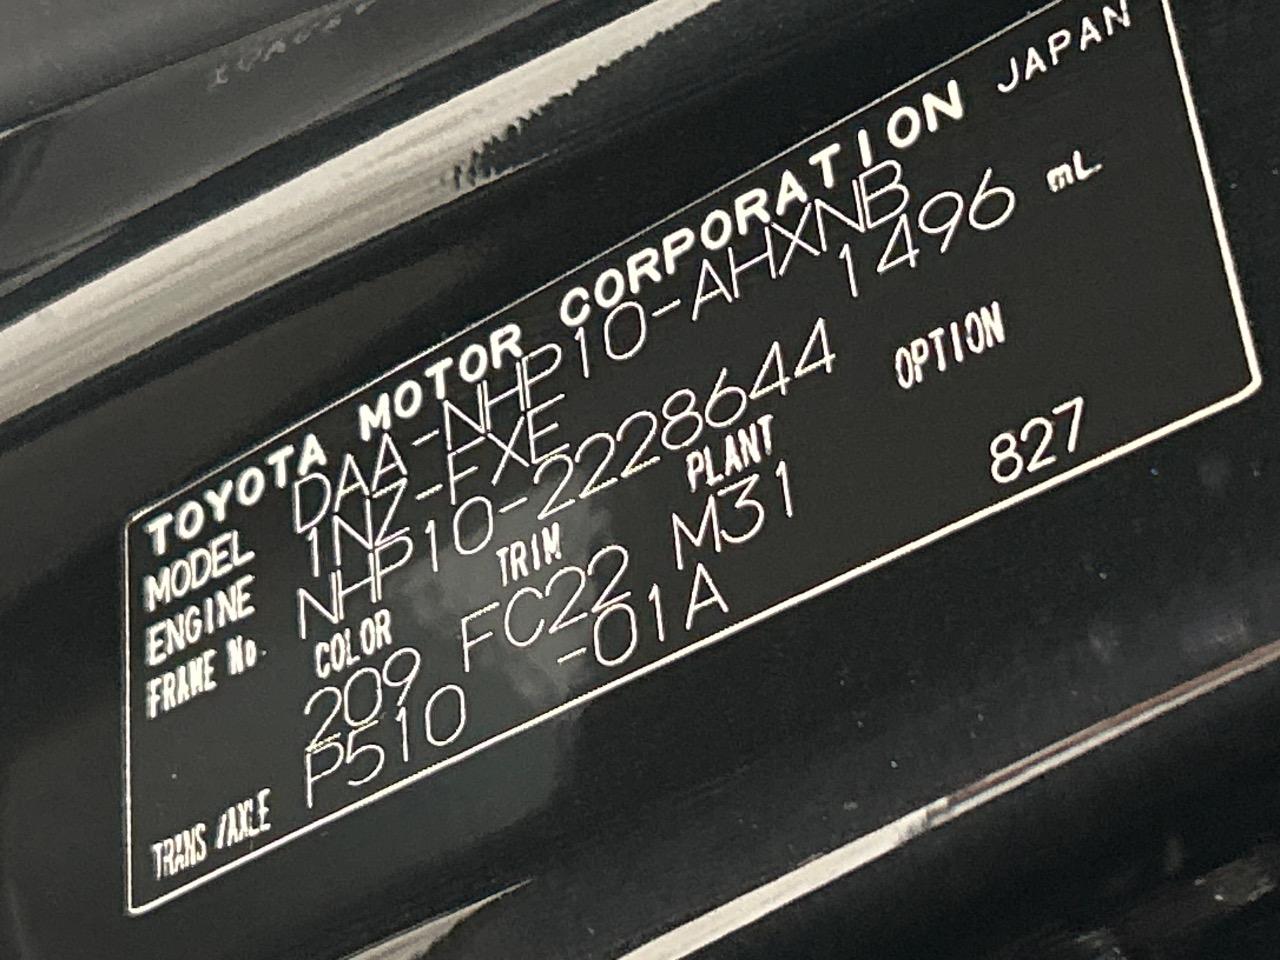 TOYOTA MOTOR CORPORATION JAPAN
MODEL DAA-NHP10-AHXNB
ENGINE 1NZ-FXE 1496 mL
FRAME No. NHP10-2228644
COLOR TRIM PLANT OPTION
209 FC22 M31 827
TRANS/AXLE P510 -01A